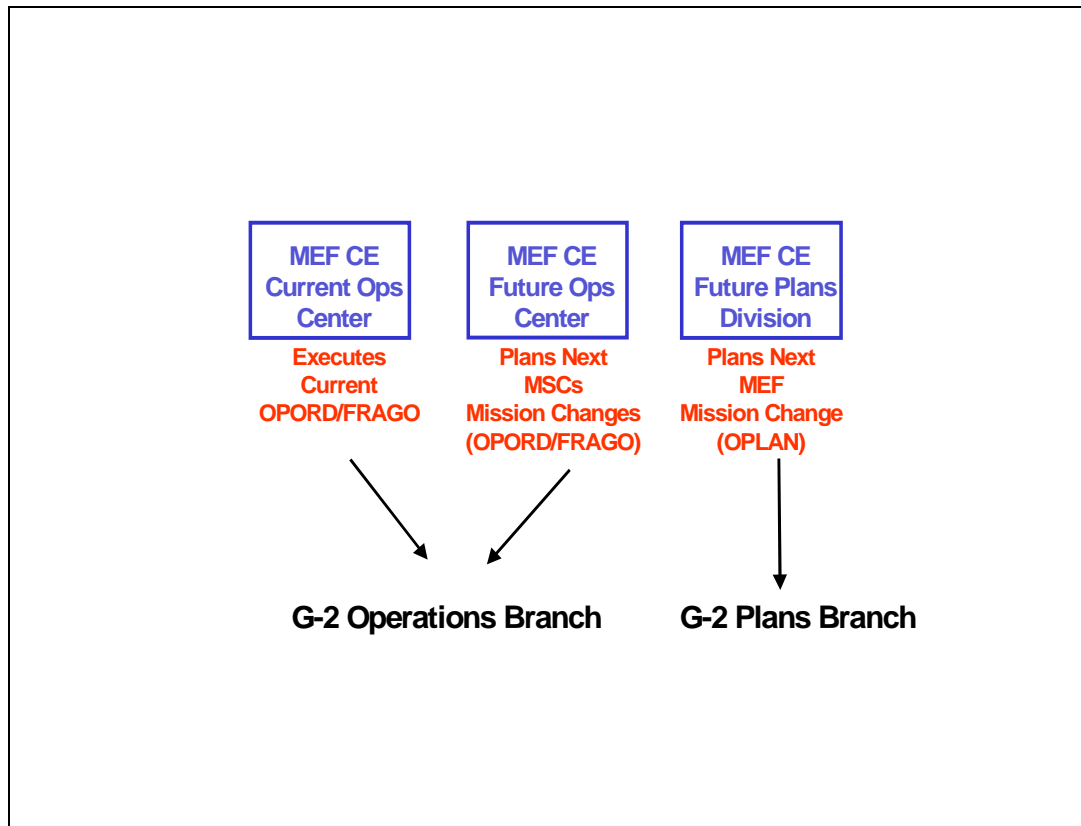 MEF CE
Current Ops
Center
Executes
Current
OPORD/FRAGO
MEF CE
Future Ops
Center
Plans Next
MSCs
Mission Changes
(OPORD/FRAGO)
MEF CE
Future Plans
Division
Plans Next
MEF
Mission Change
(OPLAN)
G-2 Operations Branch
G-2 Plans Branch